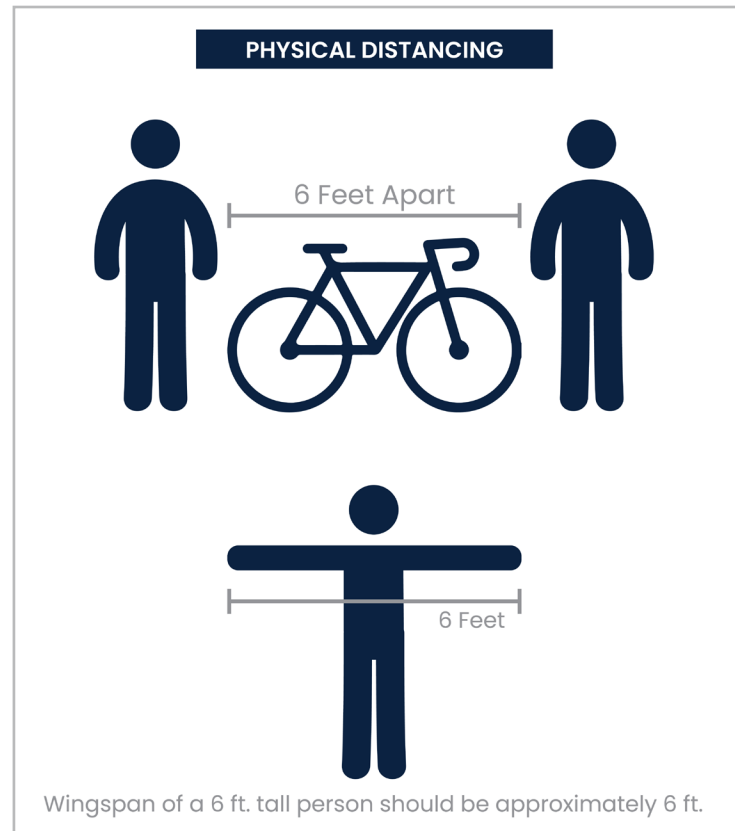 PHYSICAL DISTANCING
6 Feet Apart
6 Feet
Wingspan of a 6 ft. tall person should be approximately 6 ft.